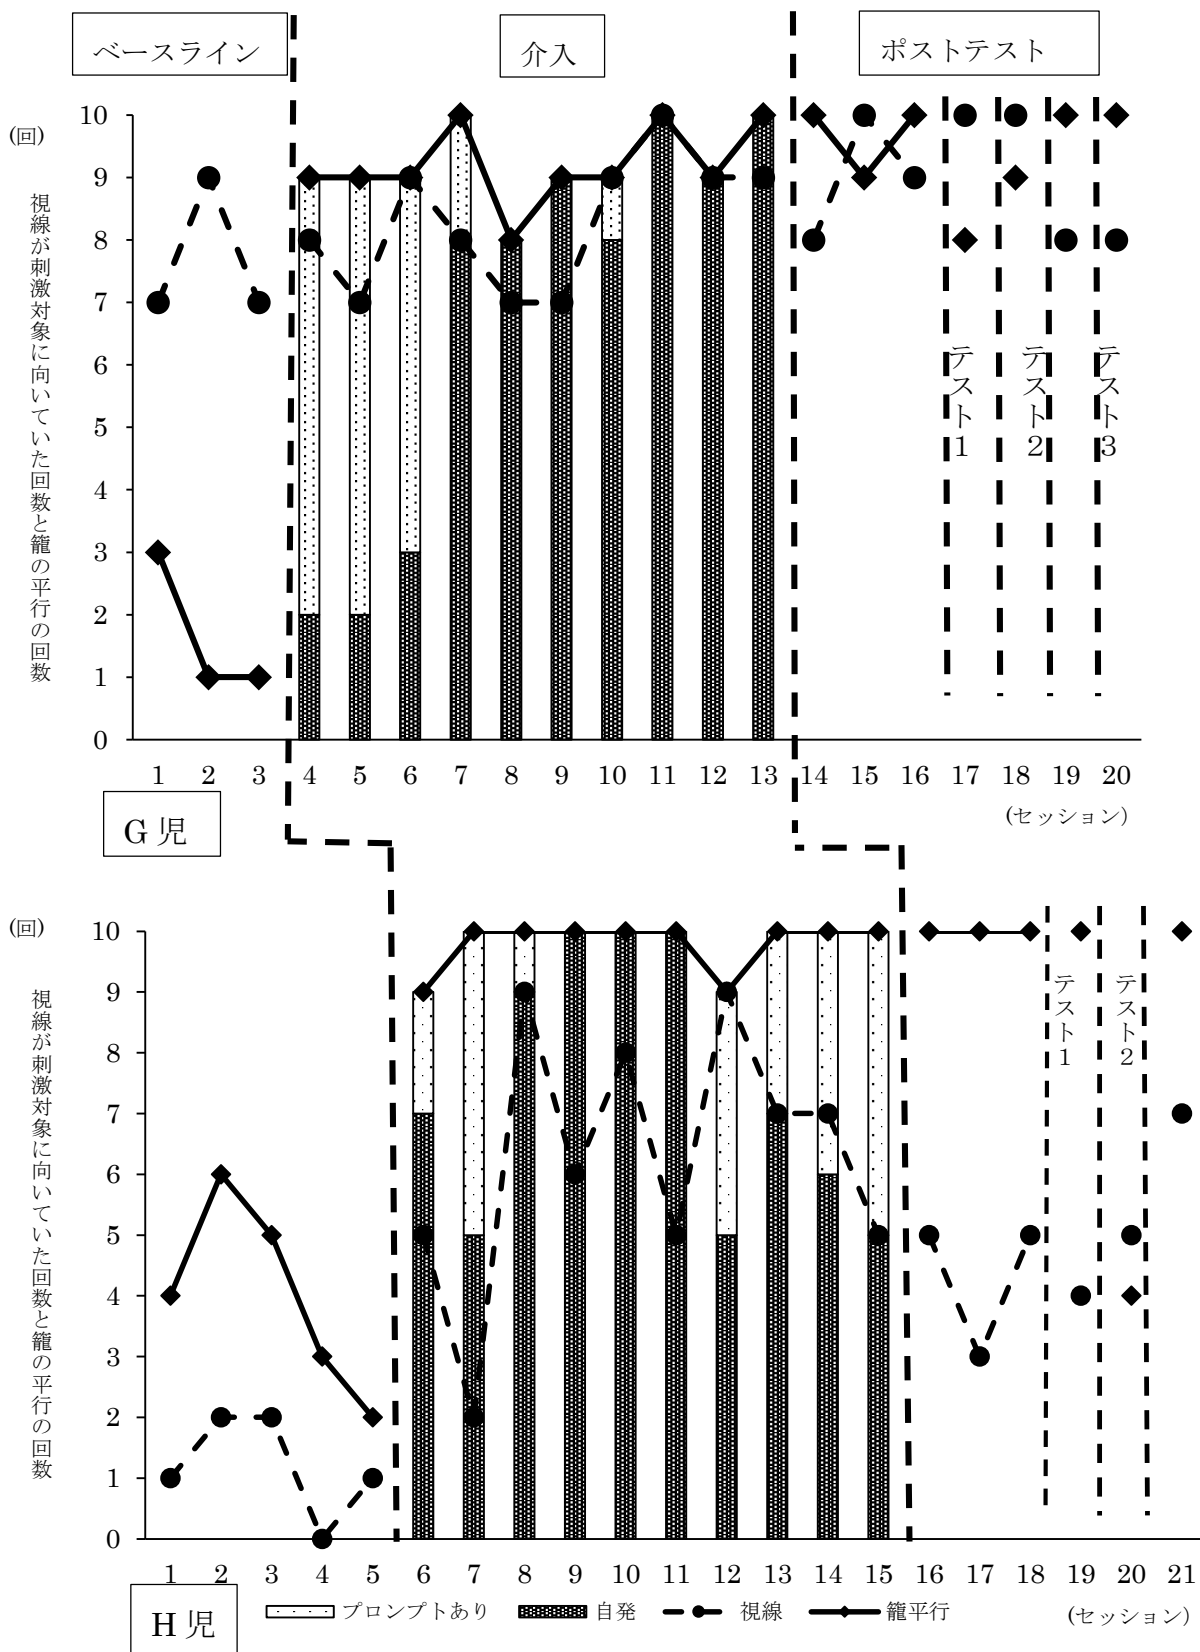 ベースライン
介入
ポストテスト
(回)
視線が刺激対象に向いていた回数と籠の平行の回数
10
9
8
7
6
5
4
3
2
1
0
テスト1
テスト2
テスト3
1 2 3 4 5 6 7 8 9 10 11 12 13 14 15 16 17 18 19 20
(セッション)
G 児
(回)
視線が刺激対象に向いていた回数と籠の平行の回数
10
9
8
7
6
5
4
3
2
1
0
テスト1
テスト2
1 2 3 4 5 6 7 8 9 10 11 12 13 14 15 16 17 18 19 20 21
H 児
プロンプトあり 自発 視線 籠平行
(セッション)